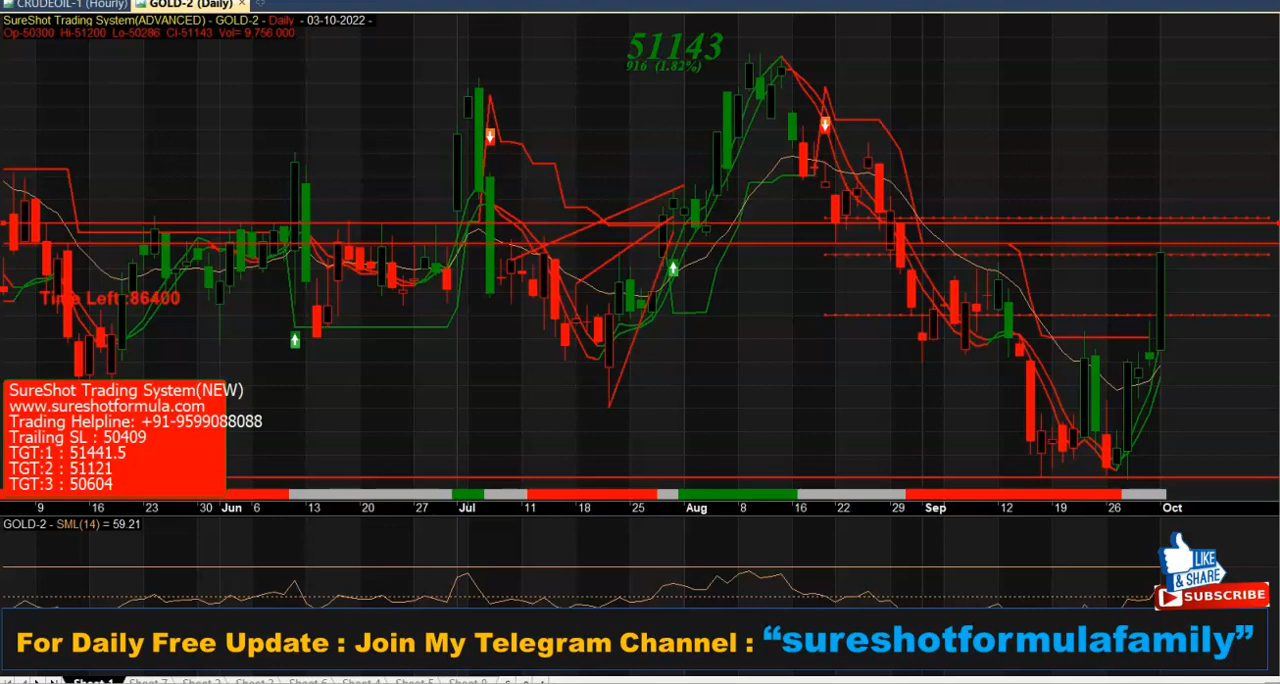 CRUDEOIL-1 (Hourly) GOLD-2 (Daily)
SureShot Trading System(ADVANCED) - GOLD-2 - Daily - 03-10-2022 -
Op-50300 Hi-51200 Lo-50286 Cl-51143 Vol= 9,756.000
51143
916 (1.82%)
Time Left :86400
SureShot Trading System(NEW)
www.sureshotformula.com
Trading Helpline: +91-9599088088
Trailing SL : 50409
TGT:1 : 51441.5
TGT:2 : 51121
TGT:3 : 50604
9 16 23 30 Jun 6 13 20 27 Jul 11 18 25 Aug 8 16 22 29 Sep 12 19 26 Oct
GOLD-2 - SML(14) = 59.21
LIKE
& SHARE
SUBSCRIBE
For Daily Free Update : Join My Telegram Channel : “sureshotformulafamily”
Sheet 1